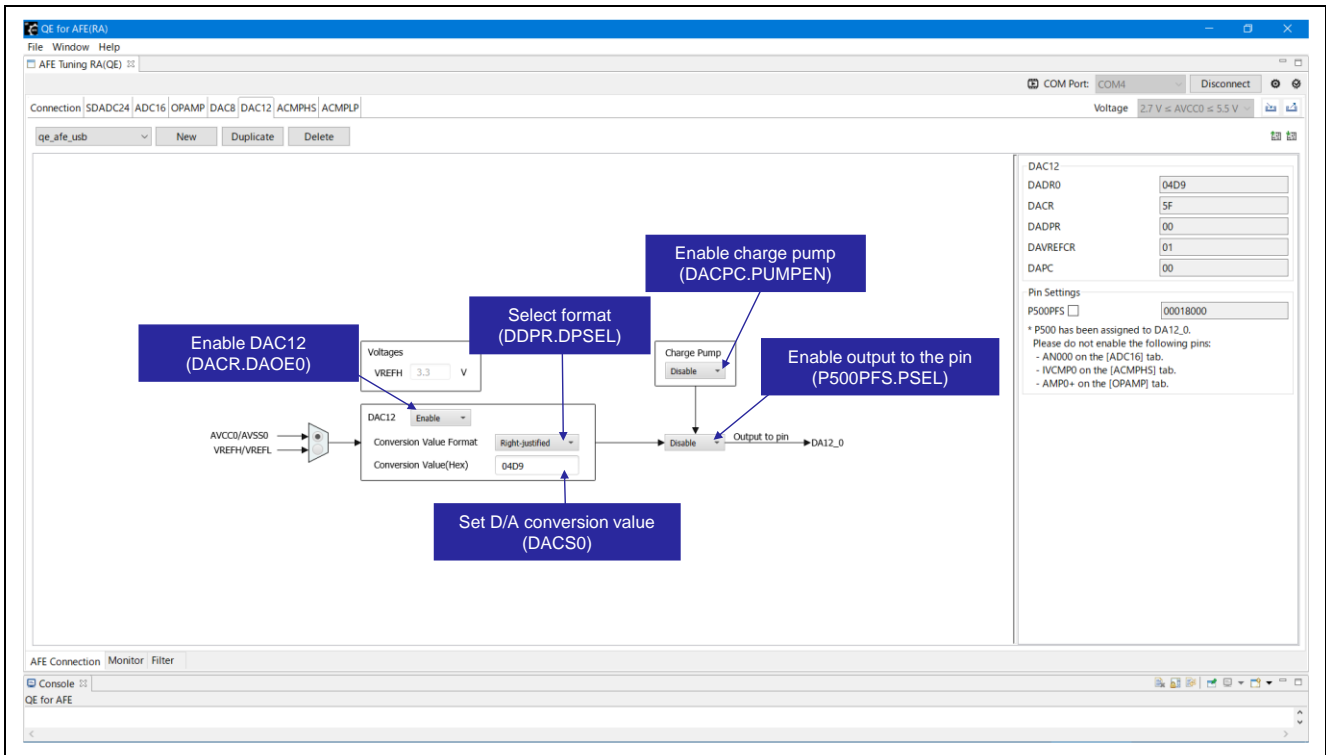 QE for AFE(RA)
File Window Help
AFE Tuning RA(QE)
COM Port: COM4 Disconnect
Connection SDADC24 ADC16 OPAMP DAC8 DAC12 ACMPHS ACMPLP
Voltage 2.7 V ≤ AVCC0 ≤ 5.5 V
qe_afe_usb New Duplicate Delete
Enable charge pump
(DACPC.PUMPEN)
Select format
(DDPR.DPSEL)
Enable DAC12
(DACR.DAOE0)
Enable output to the pin
(P500PFS.PSEL)
Voltages
VREFH 3.3 V
Charge Pump
Disable
DAC12 Enable
AVCC0/AVSS0
VREFH/VREFL
Conversion Value Format Right-justified
Conversion Value(Hex) 04D9
Disable
Output to pin
DA12_0
Set D/A conversion value
(DACS0)
DAC12
DADR0 04D9
DACR 5F
DADPR 00
DAVREFCR 01
DAPC 00
Pin Settings
P500PFS 00018000
* P500 has been assigned to DA12_0.
Please do not enable the following pins:
- AN000 on the [ADC16] tab.
- IVCMP0 on the [ACMPHS] tab.
- AMP0+ on the [OPAMP] tab.
AFE Connection Monitor Filter
Console
QE for AFE